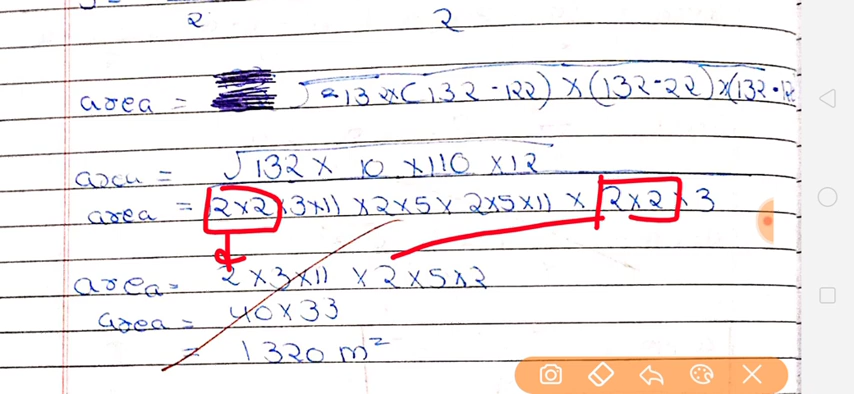 2 2
area = √132×(132-122)×(132-22)×(132-12
area = √132 × 10 ×110 ×12
area = √2×2×3×11 ×2×5×2×5×11 × 2×2×3
area= 2×3×11 ×2×5×2
area = 40×33
= 1320 m²